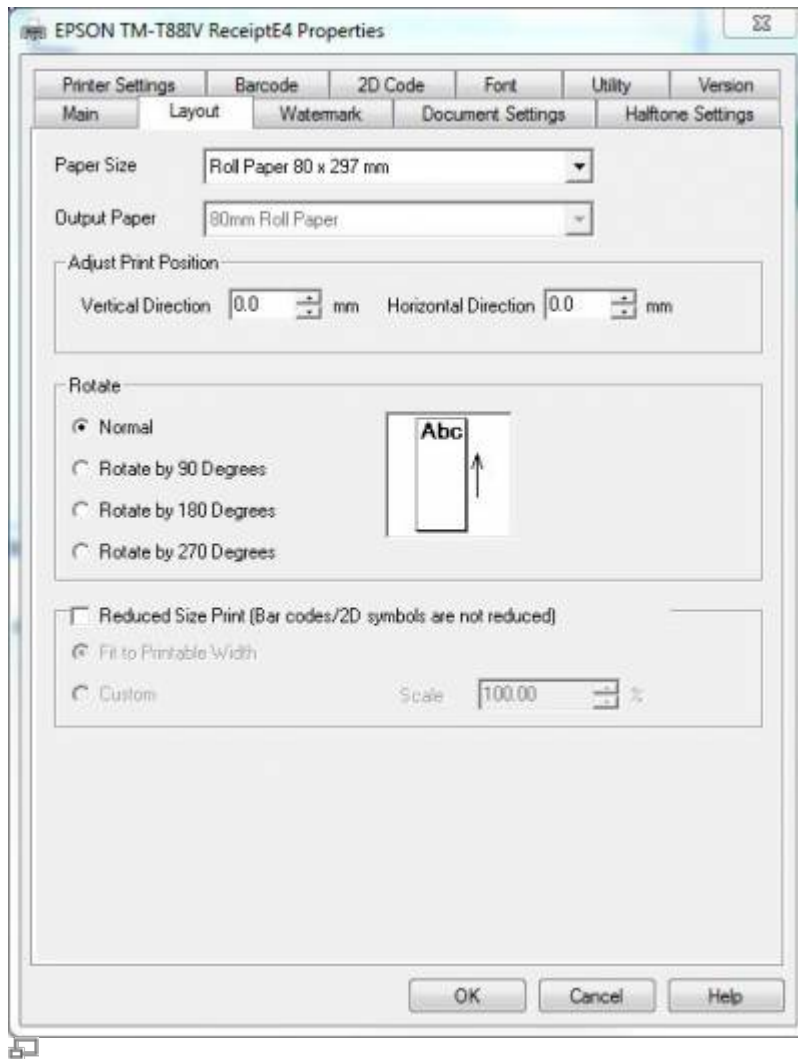 EPSON TM-T88IV ReceiptE4 Properties
Printer Settings Barcode 2D Code Font Utility Version
Main Layout Watermark Document Settings Halftone Settings
Paper Size Roll Paper 80 x 297 mm
Output Paper 80mm Roll Paper
Adjust Print Position
Vertical Direction 0.0 mm Horizontal Direction 0.0 mm
Rotate
Normal
Abc
Rotate by 90 Degrees
Rotate by 180 Degrees
Rotate by 270 Degrees
Reduced Size Print (Bar codes/2D symbols are not reduced)
Fit to Printable Width
Custom Scale 100.00 %
OK Cancel Help